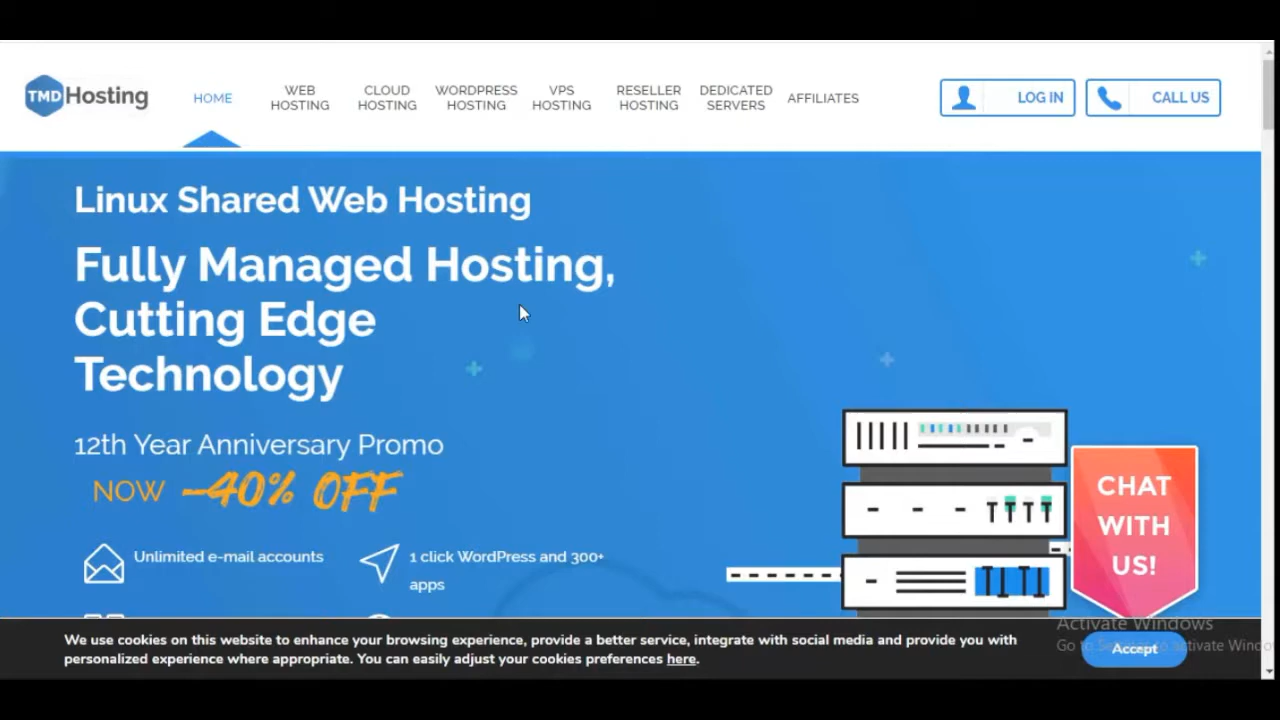 TMD Hosting
HOME
WEB
HOSTING
CLOUD
HOSTING
WORDPRESS
HOSTING
VPS
HOSTING
RESELLER
HOSTING
DEDICATED
SERVERS
AFFILIATES
LOG IN
CALL US
Linux Shared Web Hosting
Fully Managed Hosting,
Cutting Edge
Technology
12th Year Anniversary Promo
NOW -40% OFF
Unlimited e-mail accounts
1 click WordPress and 300+
apps
CHAT
WITH
US!
We use cookies on this website to enhance your browsing experience, provide a better service, integrate with social media and provide you with
personalized experience where appropriate. You can easily adjust your cookies preferences here.
Accept
Activate Windows